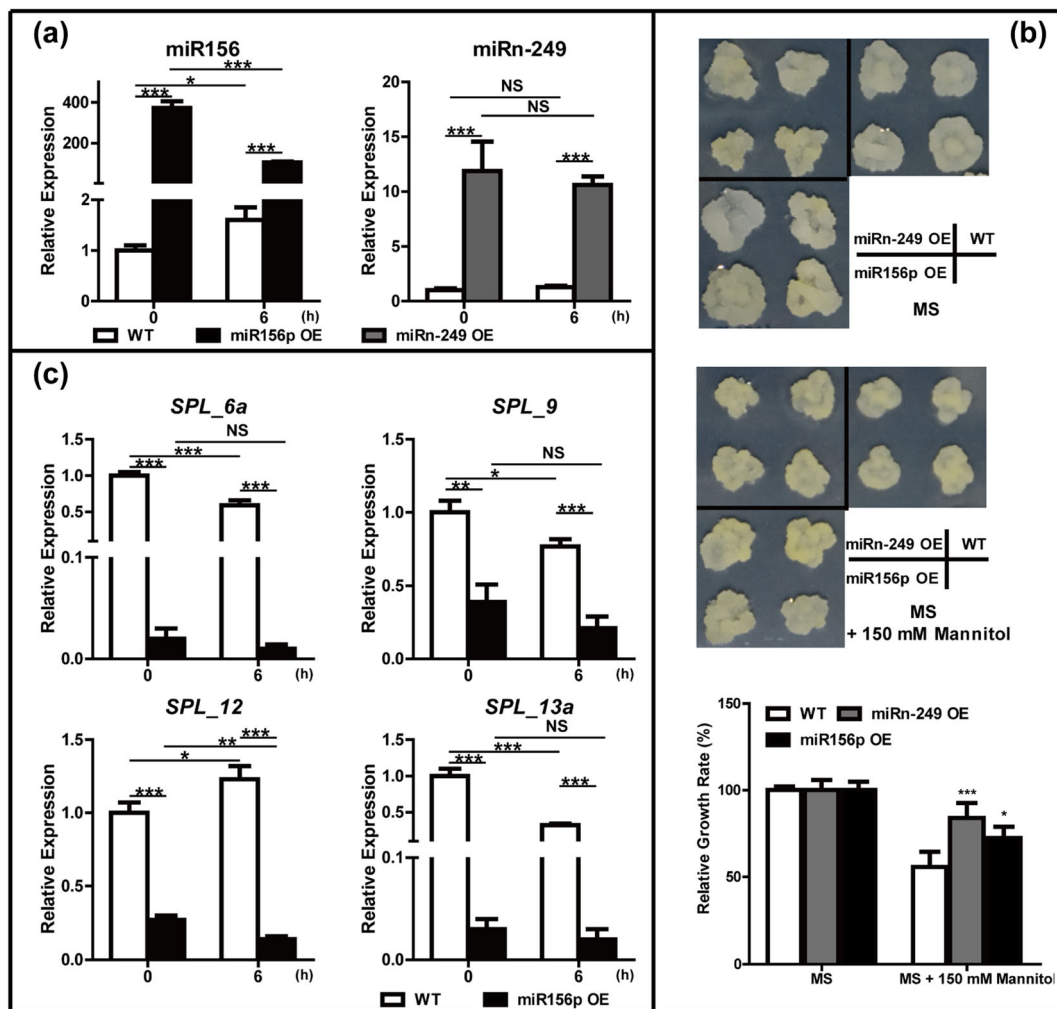 (a)
miR156
miRn-249
Relative Expression
400
200
2
1
0
***
*
***
***
0
6
(h)
Relative Expression
20
15
10
5
0
NS
NS
***
***
0
6
(h)
WT
miR156p OE
miRn-249 OE
(b)
miRn-249 OE
WT
miR156p OE
MS
miRn-249 OE
WT
miR156p OE
MS
+ 150 mM Mannitol
Relative Growth Rate (%)
150
100
50
0
WT
miRn-249 OE
miR156p OE
***
*
MS
MS + 150 mM Mannitol
(c)
SPL_6a
Relative Expression
1.5
1.0
0.5
0.1
0.0
NS
***
***
***
0
6
(h)
SPL_9
Relative Expression
1.5
1.0
0.5
0.0
NS
*
**
***
0
6
(h)
SPL_12
Relative Expression
1.5
1.0
0.5
0.0
***
**
*
***
0
6
(h)
SPL_13a
Relative Expression
1.5
1.0
0.5
0.1
0.0
NS
***
***
***
0
6
(h)
WT
miR156p OE